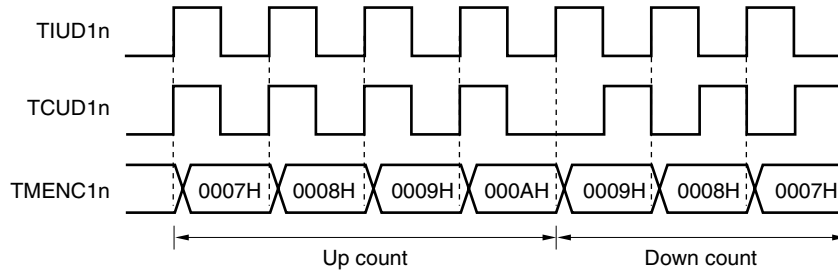 TIUD1n
TCUD1n
TMENC1n 0007H 0008H 0009H 000AH 0009H 0008H 0007H
Up count Down count